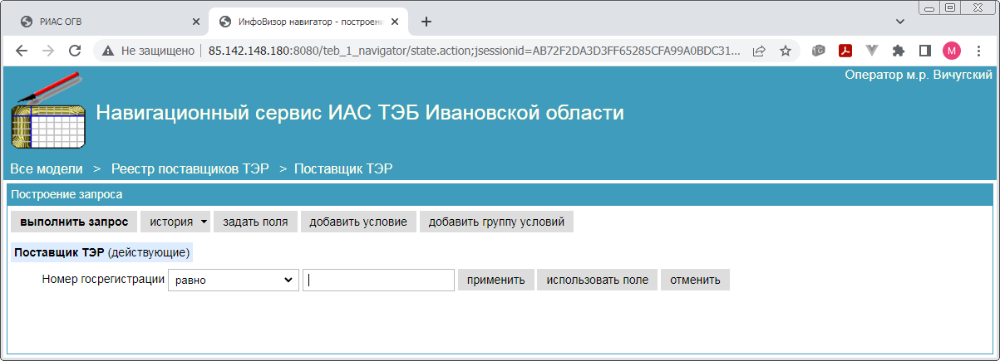 РИАС ОГВ
ИнфоВизор навигатор - построени
Не защищено 85.142.148.180:8080/teb_1_navigator/state.action;jsessionid=AB72F2DA3D3FF65285CFA99A0BDC31...
M
Оператор м.р. Вичугский
Навигационный сервис ИАС ТЭБ Ивановской области
Все модели > Реестр поставщиков ТЭР > Поставщик ТЭР
Построение запроса
выполнить запрос история задать поля добавить условие добавить группу условий
Поставщик ТЭР (действующие)
Номер госрегистрации равно применить использовать поле отменить